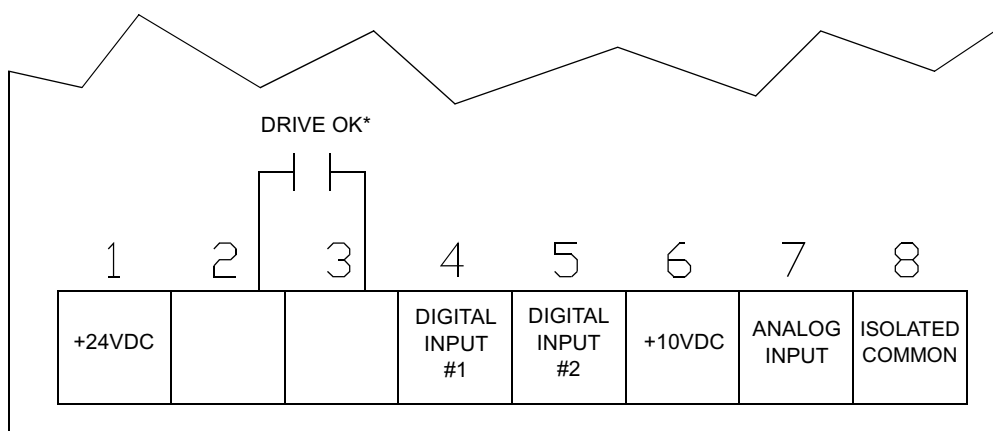 DRIVE OK*
1 2 3 4 5 6 7 8
+24VDC
DIGITAL INPUT #1
DIGITAL INPUT #2
+10VDC
ANALOG INPUT
ISOLATED COMMON